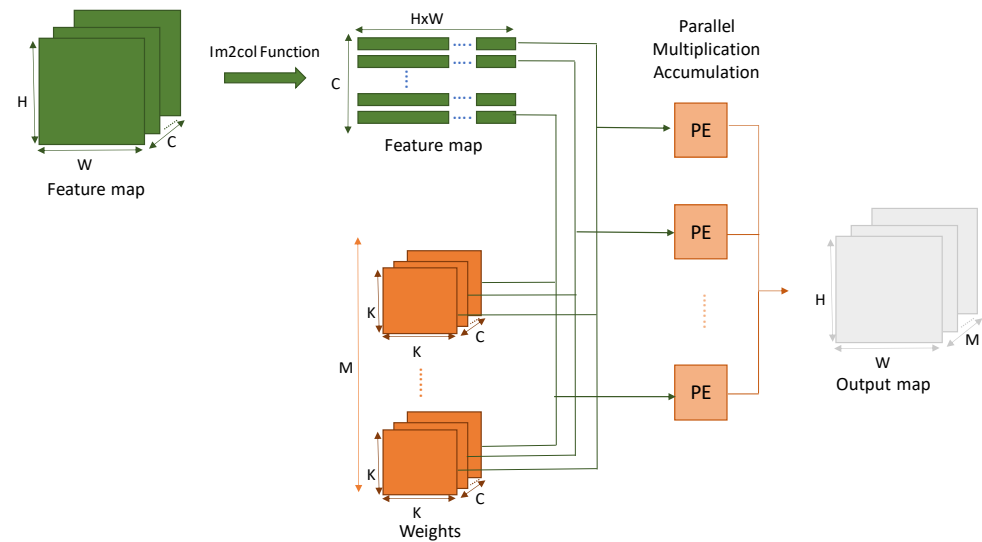 H
W
C
Feature map
Im2col Function
HxW
C
Feature map
Parallel
Multiplication
Accumulation
PE
PE
PE
M
K
K
C
K
K
C
Weights
H
W
M
Output map